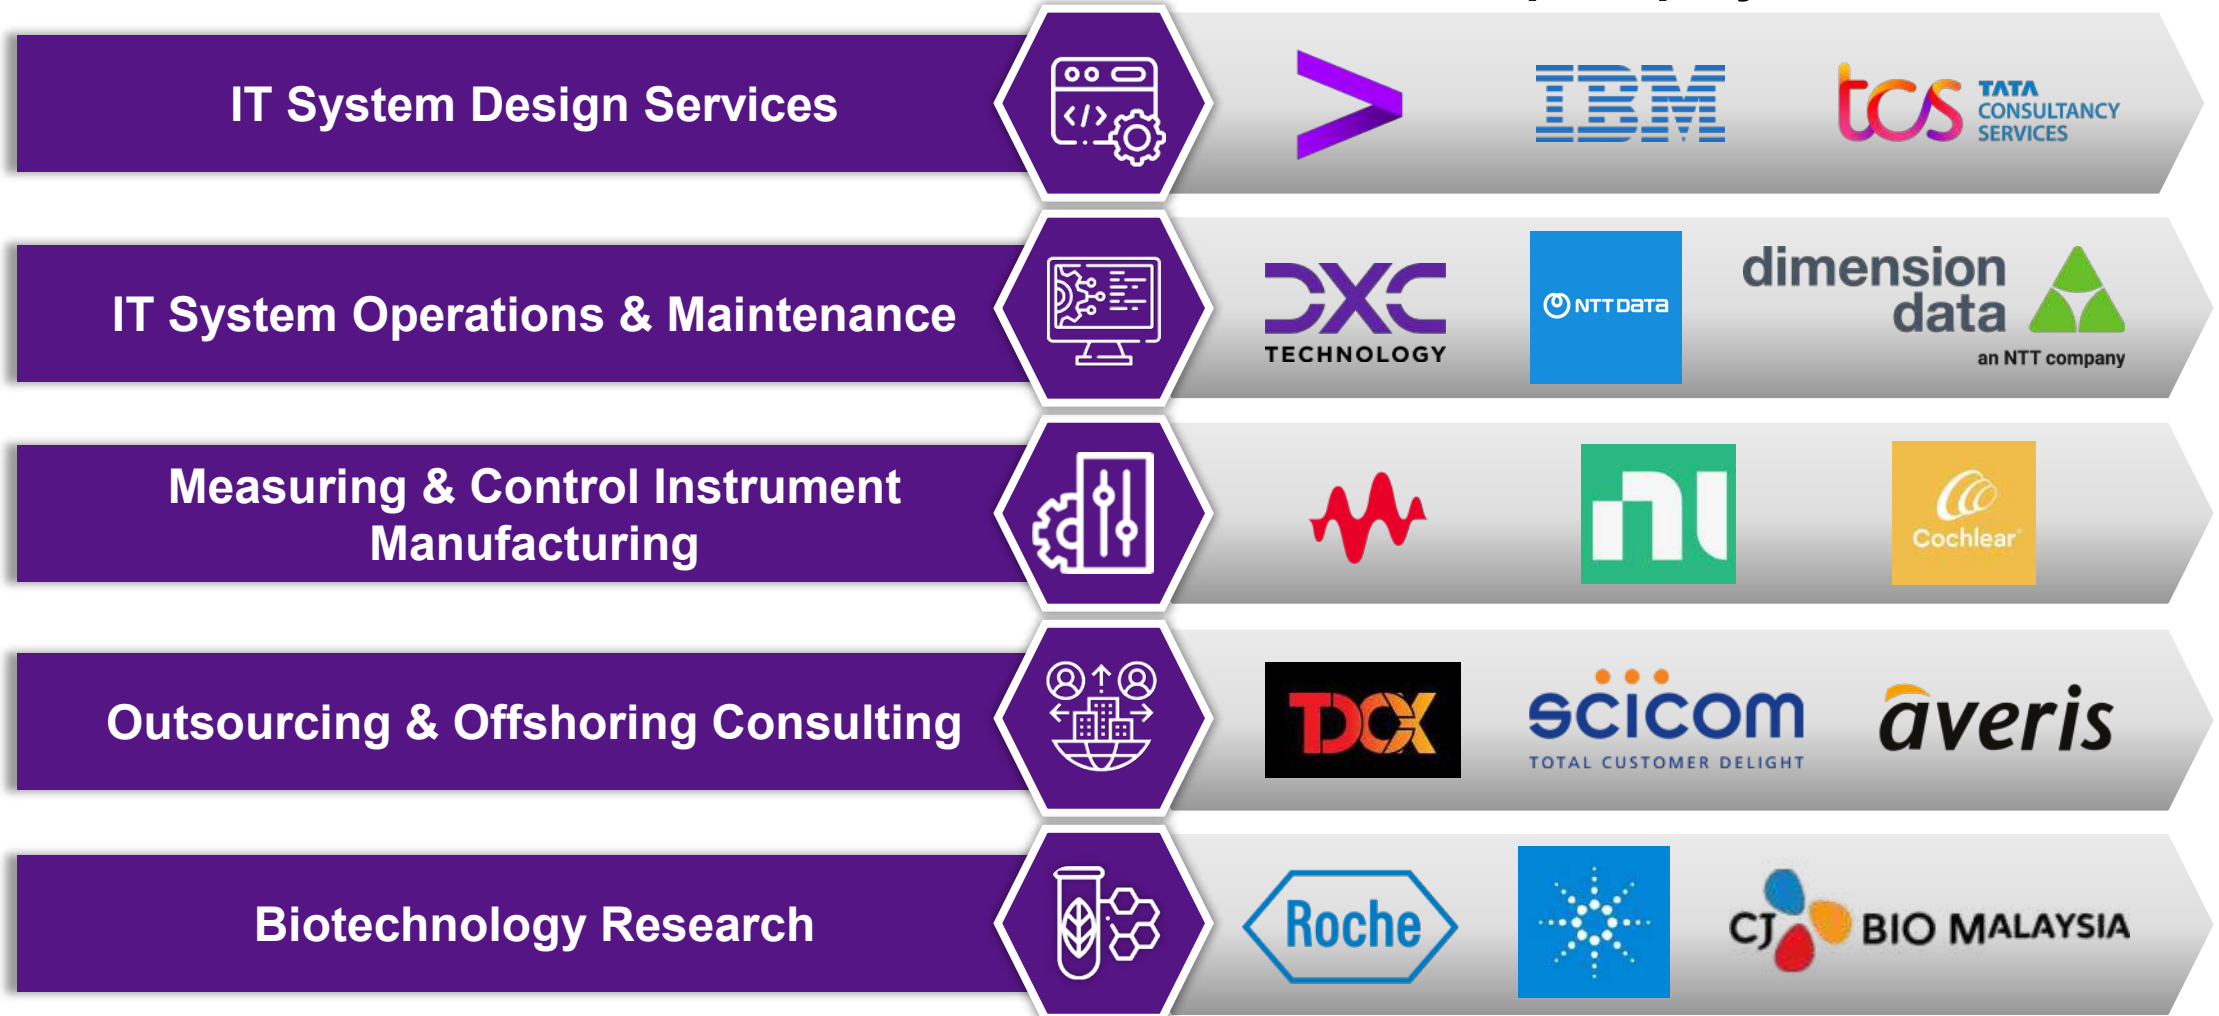 IT System Design Services
IBM
tcs TATA
CONSULTANCY
SERVICES
IT System Operations & Maintenance
DXC
TECHNOLOGY
NTT DATA
dimension
data
an NTT company
Measuring & Control Instrument
Manufacturing
</>
ni
Cochlear®
Outsourcing & Offshoring Consulting
TDCX
scicom
TOTAL CUSTOMER DELIGHT
averis
Biotechnology Research
Roche
CJ BIO MALAYSIA